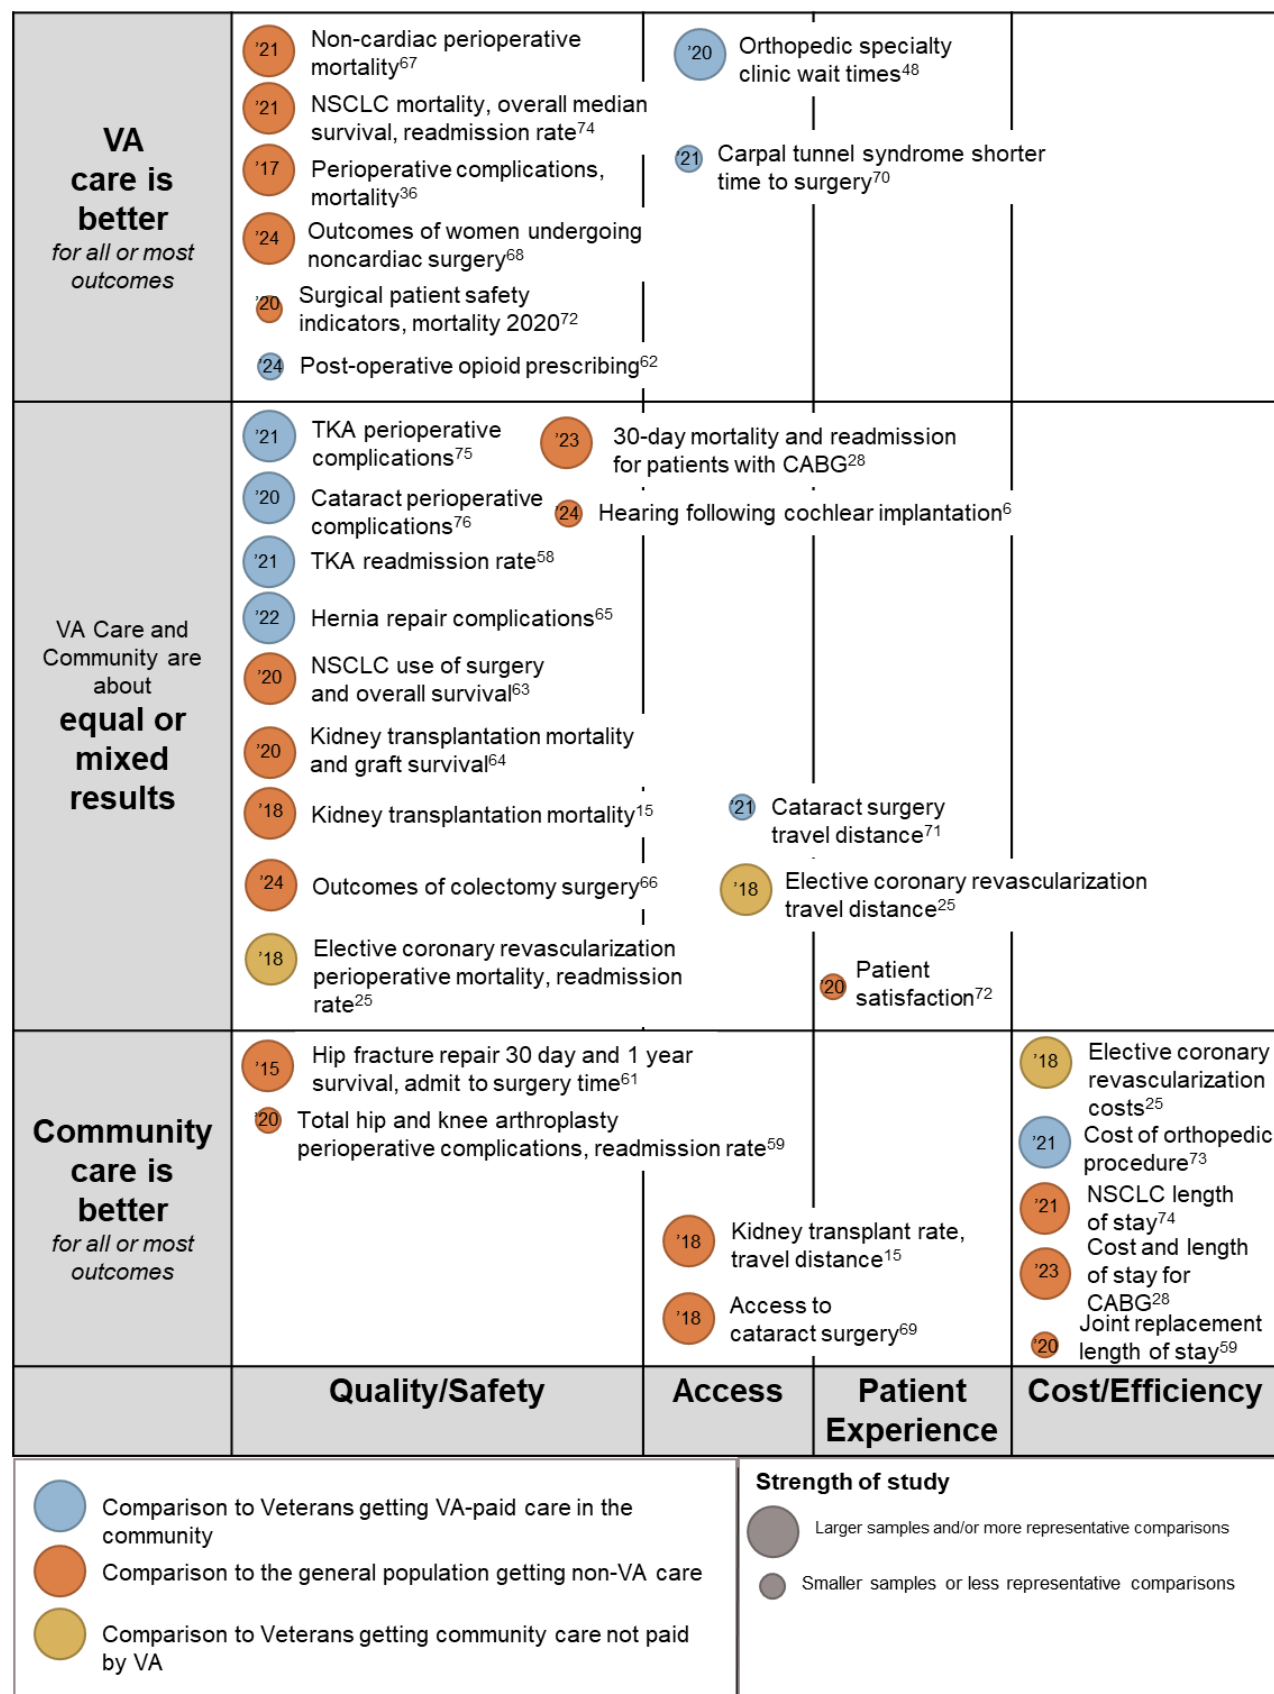 VA
care is
better
for all or most
outcomes
'21
Non-cardiac perioperative
mortality67
'21
NSCLC mortality, overall median
survival, readmission rate74
'17
Perioperative complications,
mortality36
'24
Outcomes of women undergoing
noncardiac surgery68
'20
Surgical patient safety
indicators, mortality 202072
'24
Post-operative opioid prescribing62
'20
Orthopedic specialty
clinic wait times48
'21
Carpal tunnel syndrome shorter
time to surgery70
VA Care and
Community are
about
equal or
mixed
results
'21
TKA perioperative
complications75
'20
Cataract perioperative
complications76
'21
TKA readmission rate58
'22
Hernia repair complications65
'20
NSCLC use of surgery
and overall survival63
'20
Kidney transplantation mortality
and graft survival64
'18
Kidney transplantation mortality15
'24
Outcomes of colectomy surgery66
'18
Elective coronary revascularization
perioperative mortality, readmission
rate25
'23
30-day mortality and readmission
for patients with CABG28
'24
Hearing following cochlear implantation6
'21
Cataract surgery
travel distance71
'18
Elective coronary revascularization
travel distance25
'20
Patient
satisfaction72
Community
care is
better
for all or most
outcomes
'15
Hip fracture repair 30 day and 1 year
survival, admit to surgery time61
'20
Total hip and knee arthroplasty
perioperative complications, readmission rate59
'18
Kidney transplant rate,
travel distance15
'18
Access to
cataract surgery69
'18
Elective coronary
revascularization
costs25
'21
Cost of orthopedic
procedure73
'21
NSCLC length
of stay74
'23
Cost and length
of stay for
CABG28
'20
Joint replacement
length of stay59
Quality/Safety
Access
Patient
Experience
Cost/Efficiency
Comparison to Veterans getting VA-paid care in the
community
Comparison to the general population getting non-VA care
Comparison to Veterans getting community care not paid
by VA
Strength of study
Larger samples and/or more representative comparisons
Smaller samples or less representative comparisons